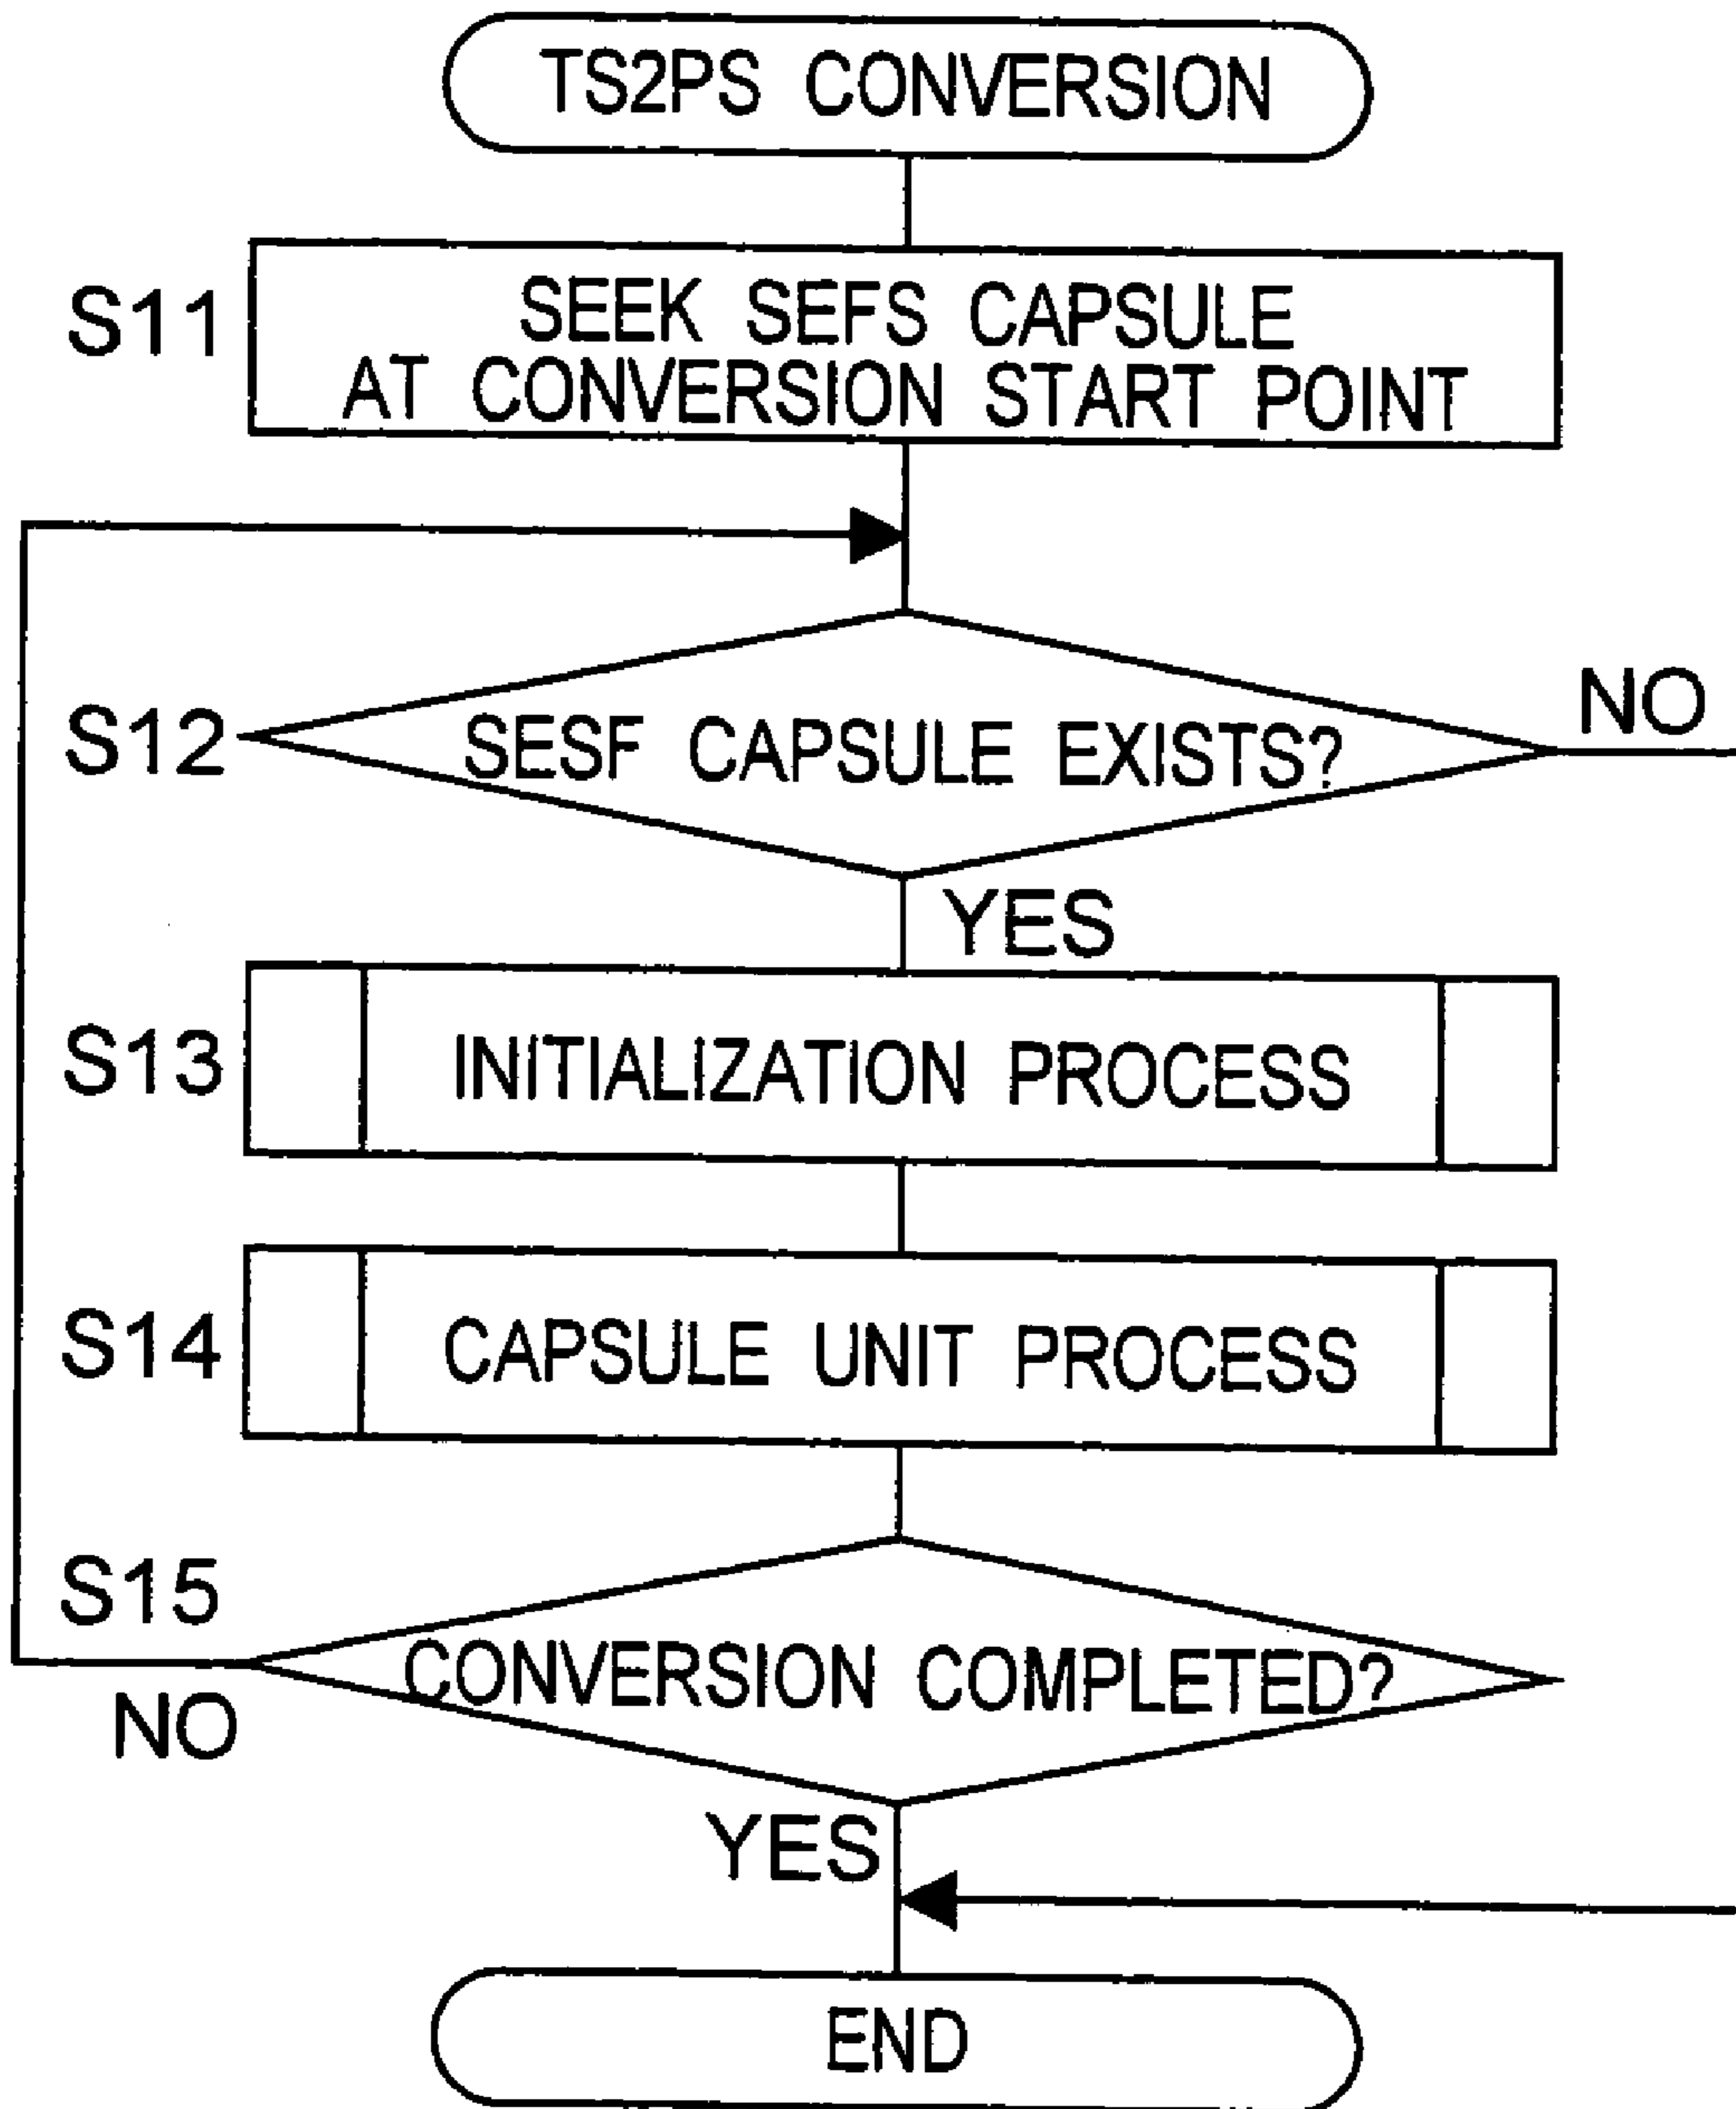 TS2PS CONVERSION
S11
SEEK SEFS CAPSULE
AT CONVERSION START POINT
S12
SESF CAPSULE EXISTS?
NO
YES
S13
INITIALIZATION PROCESS
S14
CAPSULE UNIT PROCESS
S15
CONVERSION COMPLETED?
NO
YES
END